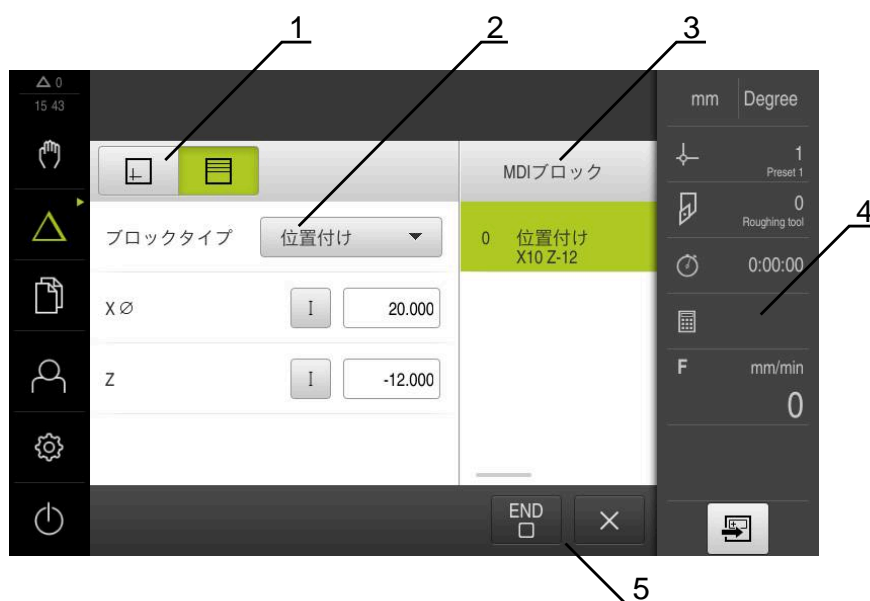 1
2
3
0
15 43
mm
Degree
MDIブロック
1
Preset 1
ブロックタイプ
位置付け
0 位置付け
X10 Z-12
0
Roughing tool
4
0:00:00
X Ø
I
20.000
Z
I
-12.000
F
mm/min
0
END
5